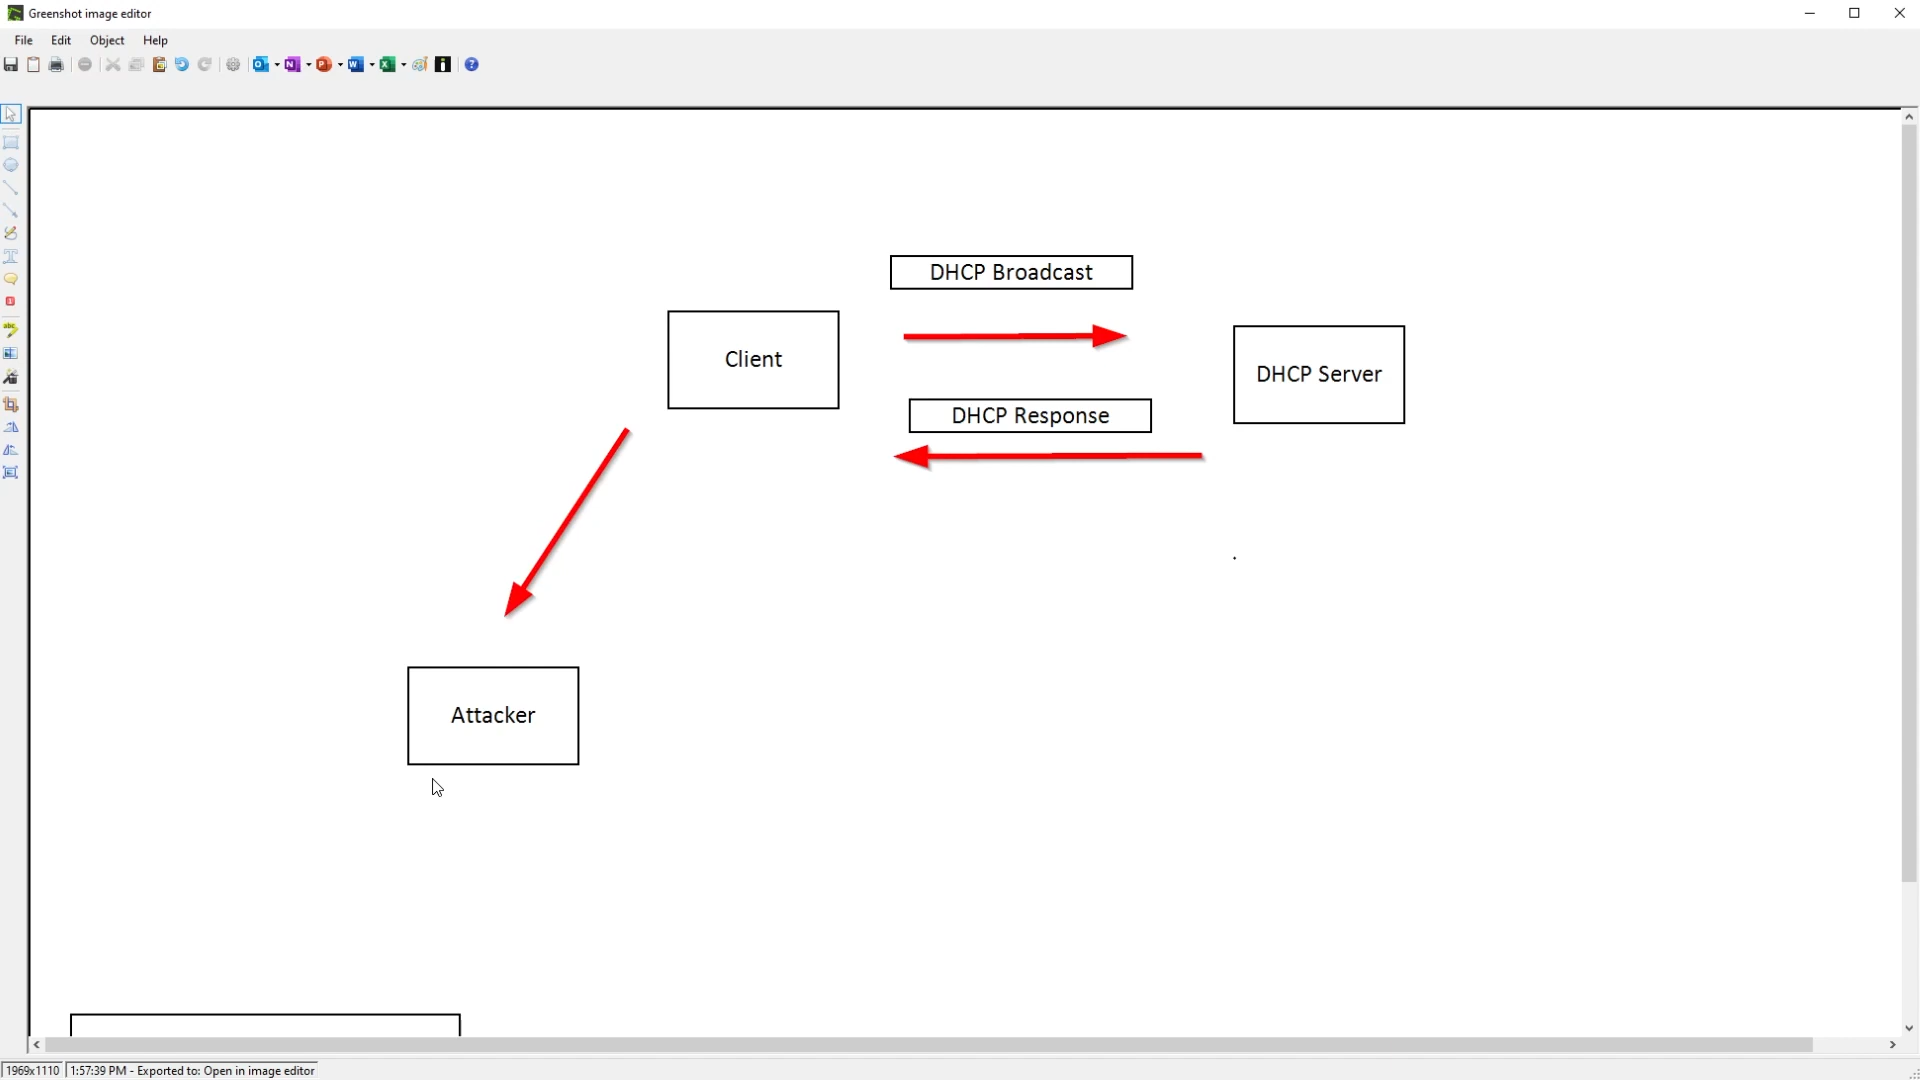 Greenshot image editor
File Edit Object Help
DHCP Broadcast
Client
DHCP Server
DHCP Response
Attacker
1969x1110 1:57:39 PM - Exported to: Open in image editor